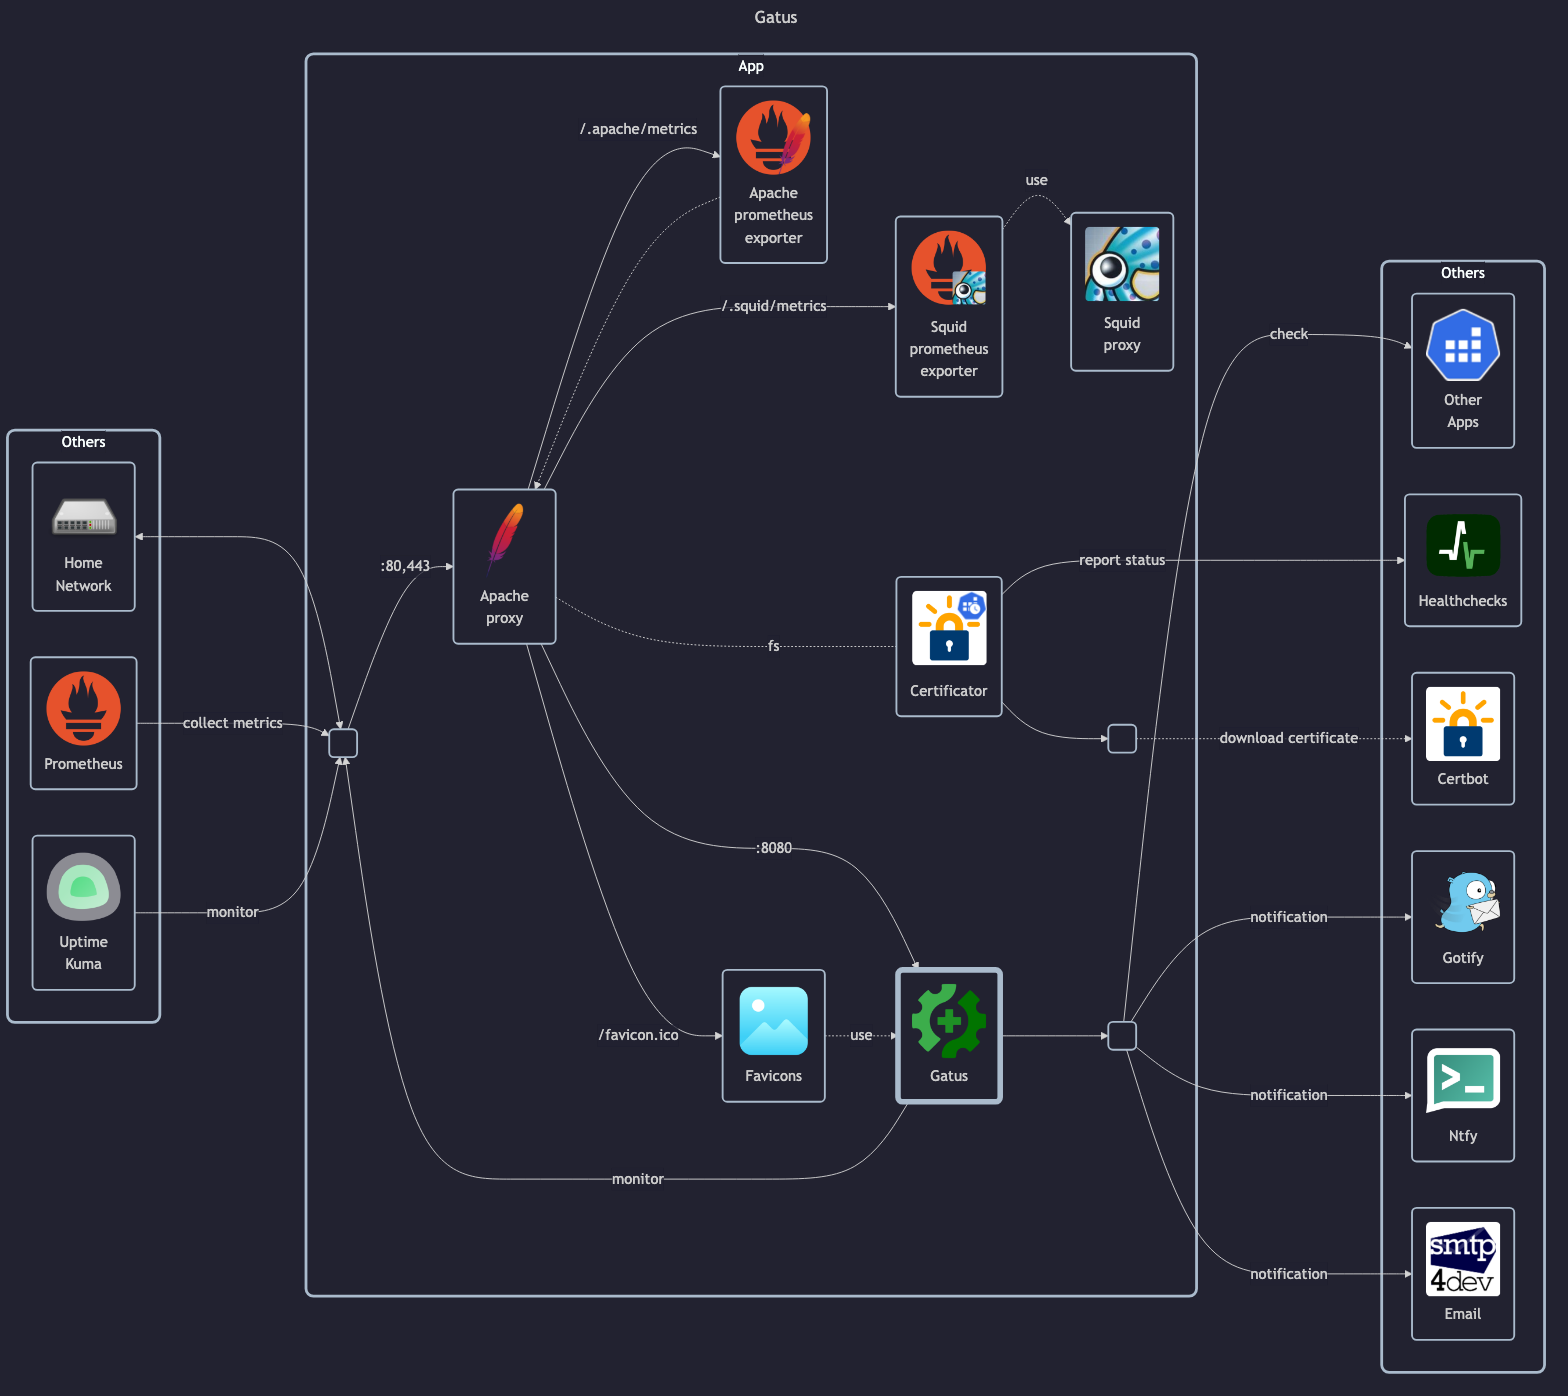 Gatus
App
/.apache/metrics
Apache
prometheus
exporter
use
/.squid/metrics
Squid
prometheus
exporter
Squid
proxy
Others
Home
Network
Prometheus
Uptime
Kuma
collect metrics
monitor
:80,443
Apache
proxy
fs
Certificator
report status
download certificate
:8080
/favicon.ico
Favicons
use
Gatus
monitor
check
notification
notification
notification
Others
Other
Apps
Healthchecks
Certbot
Gotify
>_
Ntfy
smtp
4dev
Email